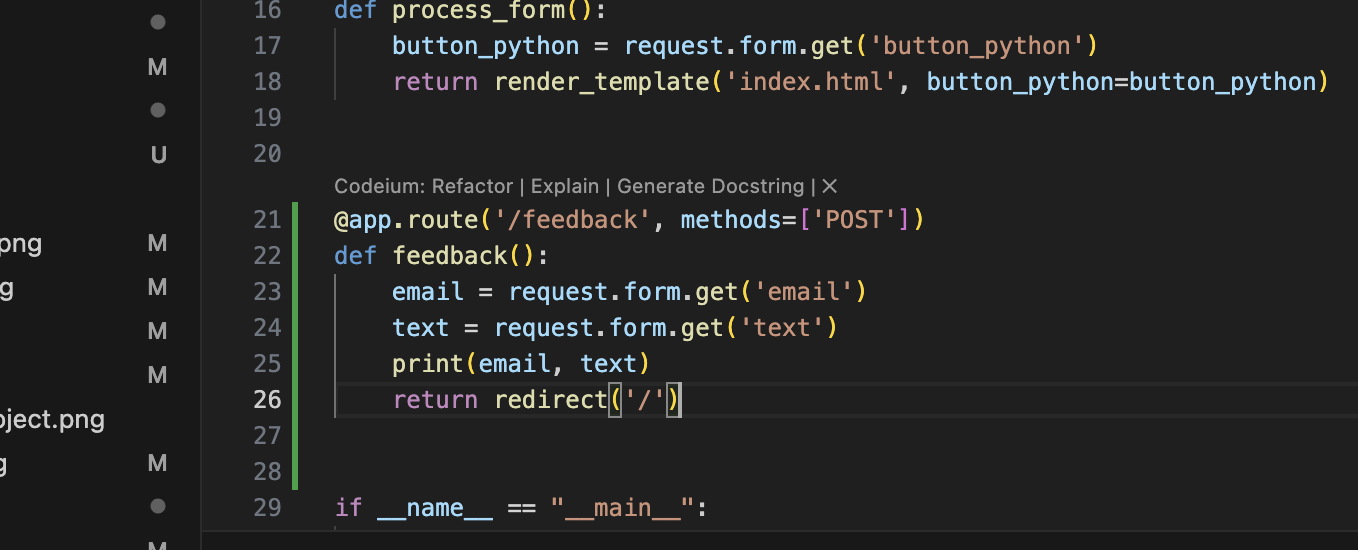 16 def process_form():
M 17 button_python = request.form.get('button_python')
18 return render_template('index.html', button_python=button_python)
19
U 20
Codeium: Refactor | Explain | Generate Docstring | ✕
21 @app.route('/feedback', methods=['POST'])
png M 22 def feedback():
g M 23 email = request.form.get('email')
M 24 text = request.form.get('text')
M 25 print(email, text)
26 return redirect('/')
oject.png 27
g M 28
29 if __name__ == "__main__":
M